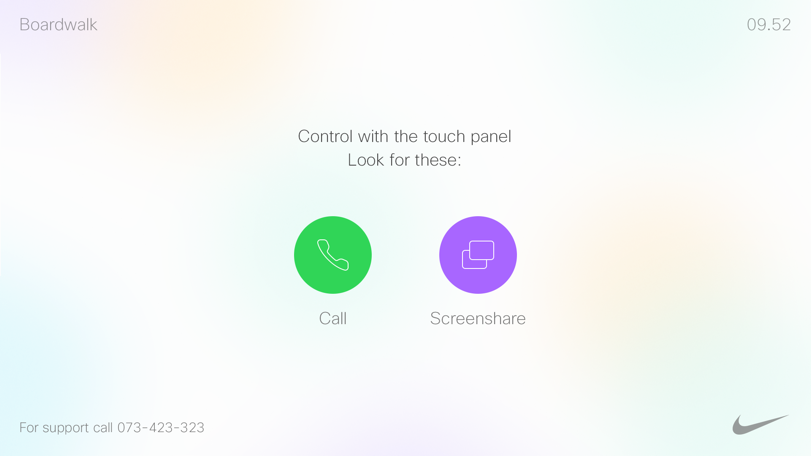 Boardwalk
09.52
Control with the touch panel
Look for these:
Call
Screenshare
For support call 073-423-323